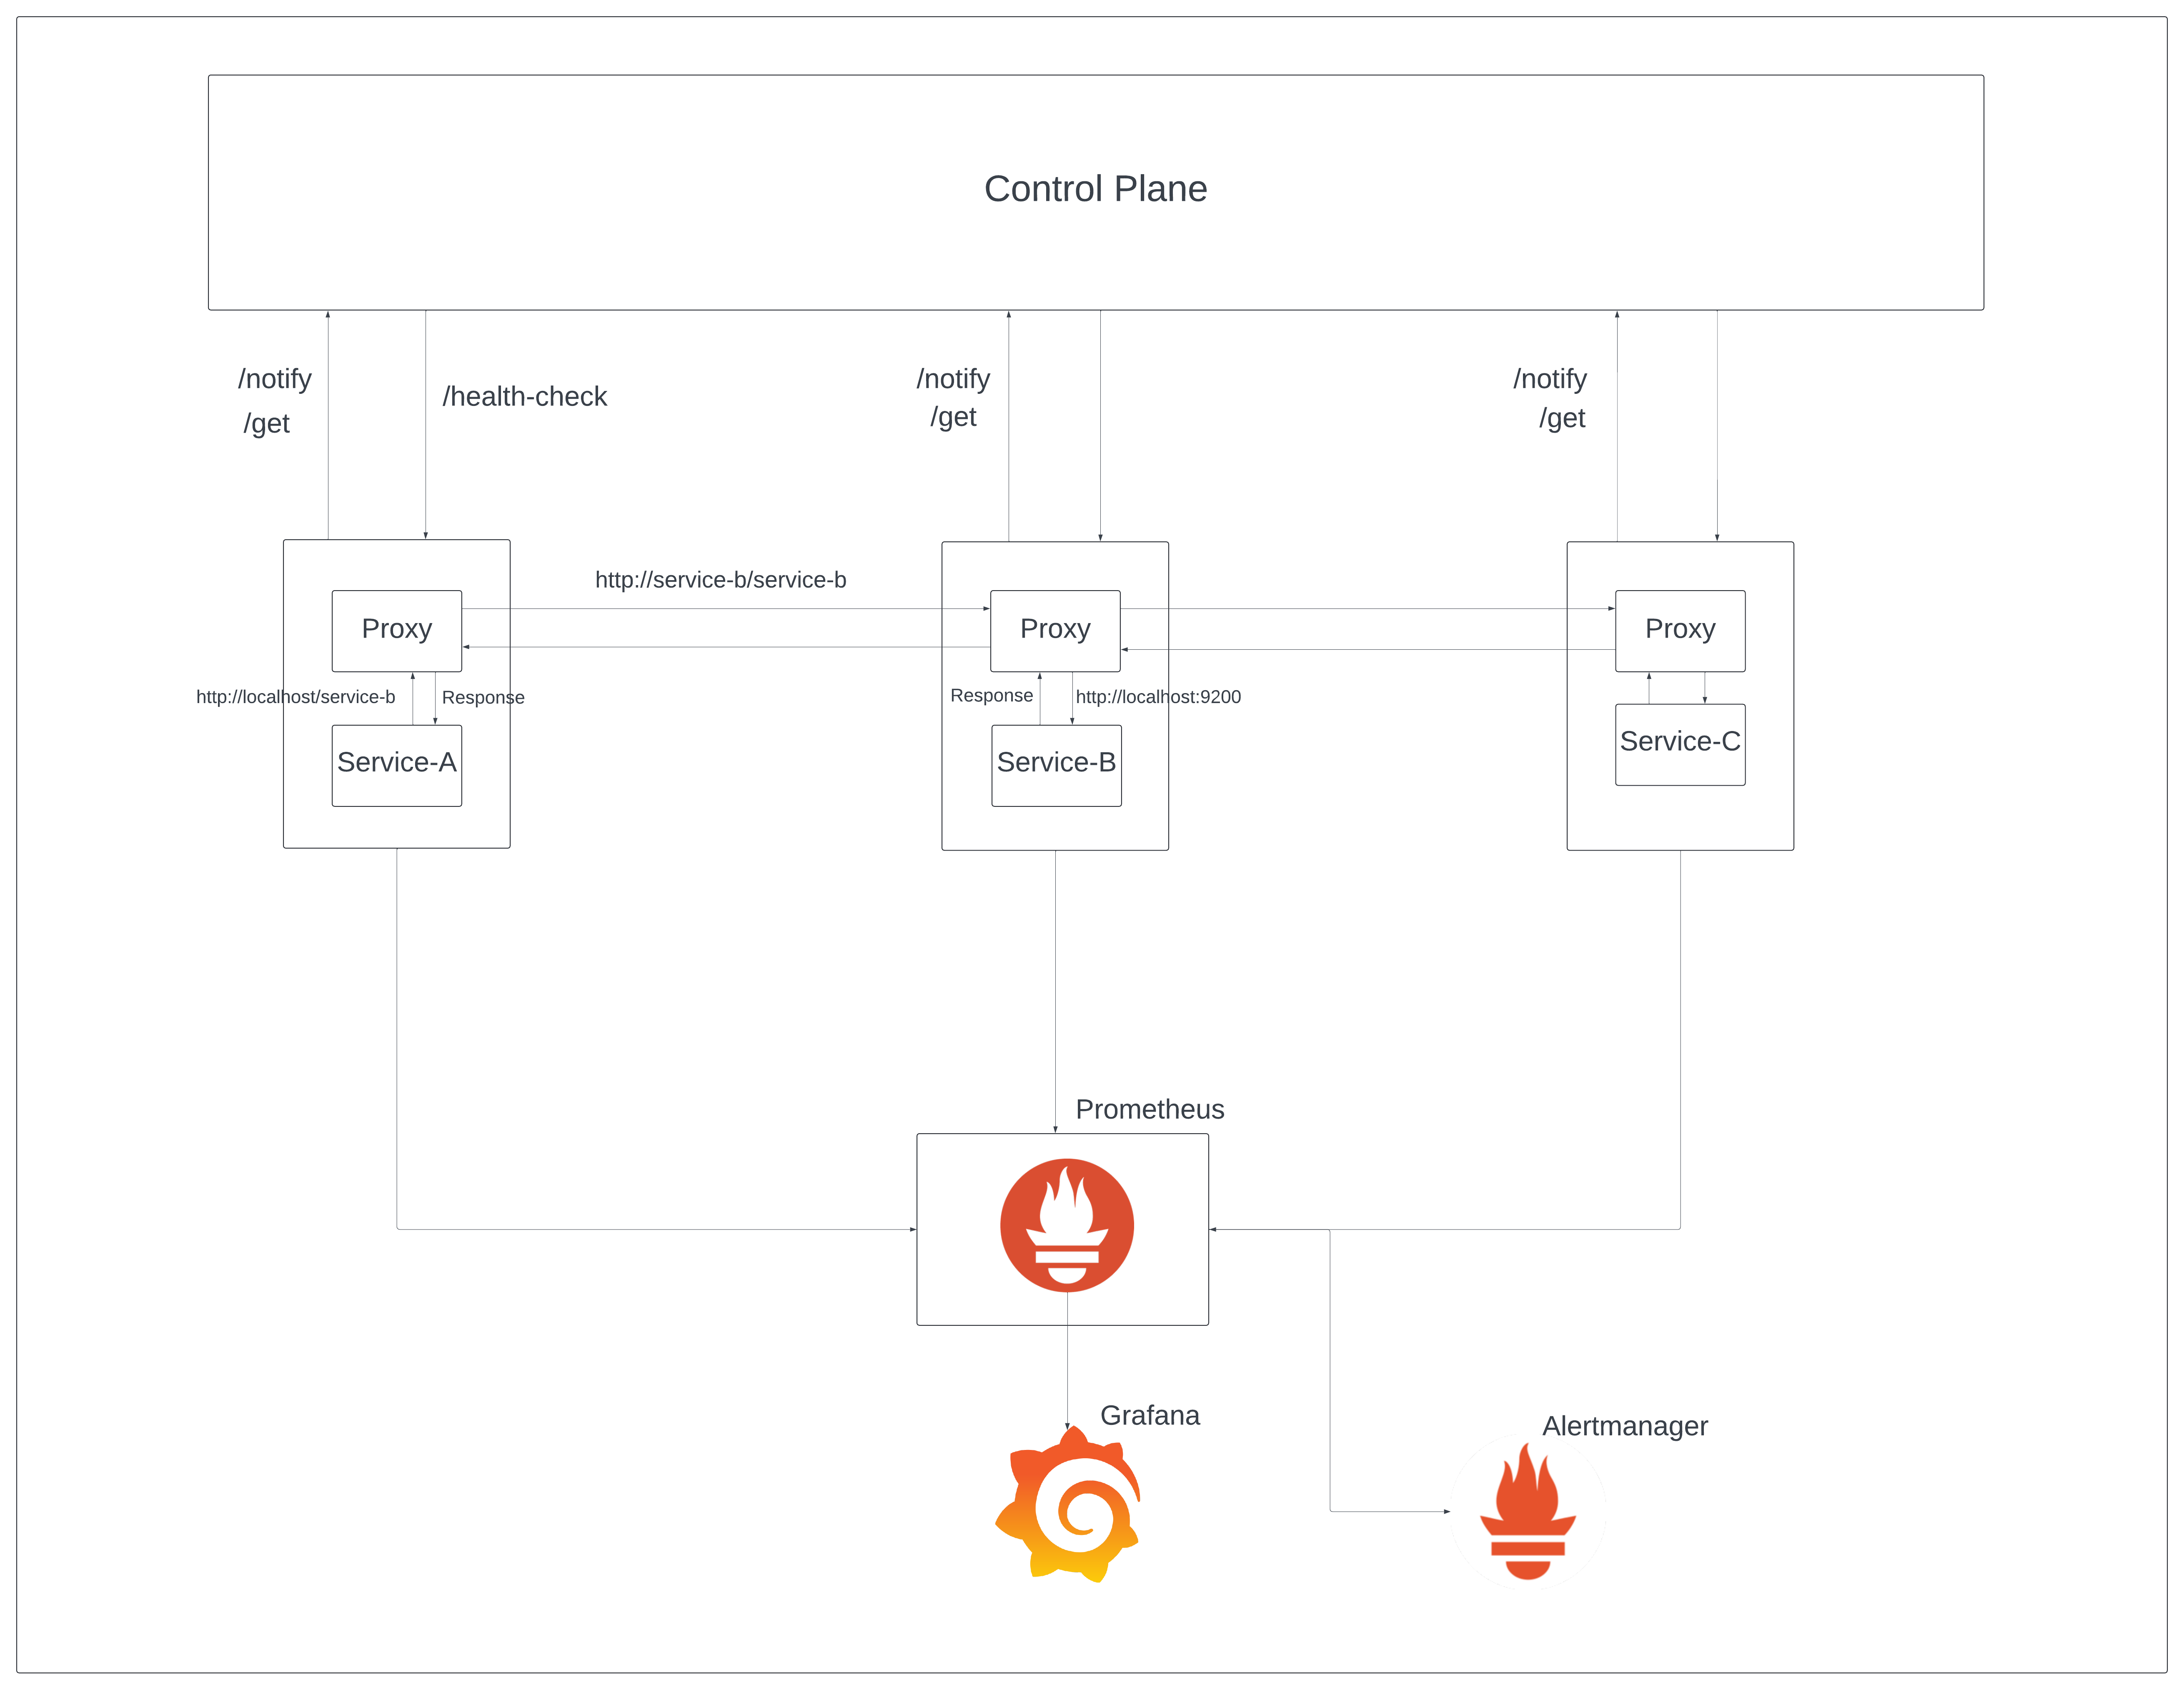 Control Plane
/notify
/get
/health-check
/notify
/get
/notify
/get
http://service-b/service-b
Proxy
Proxy
Proxy
http://localhost/service-b
Response
Response
http://localhost:9200
Service-A
Service-B
Service-C
Prometheus
Grafana
Alertmanager